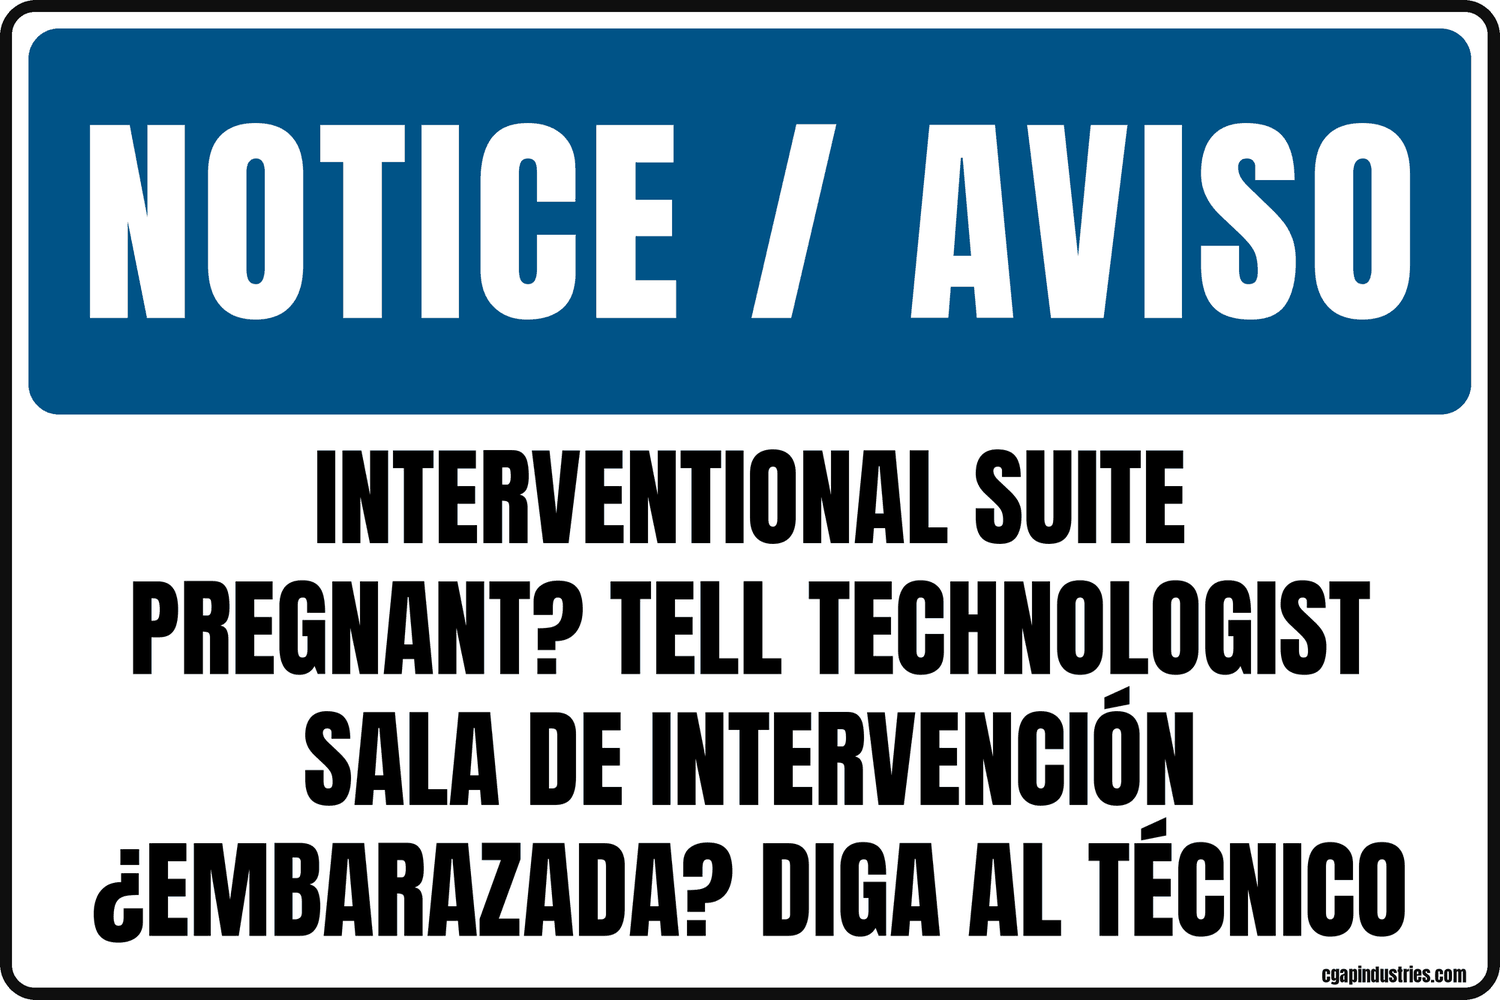 NOTICE / AVISO
INTERVENTIONAL SUITE
PREGNANT? TELL TECHNOLOGIST
SALA DE INTERVENCIÓN
¿EMBARAZADA? DIGA AL TÉCNICO
cgapindustries.com